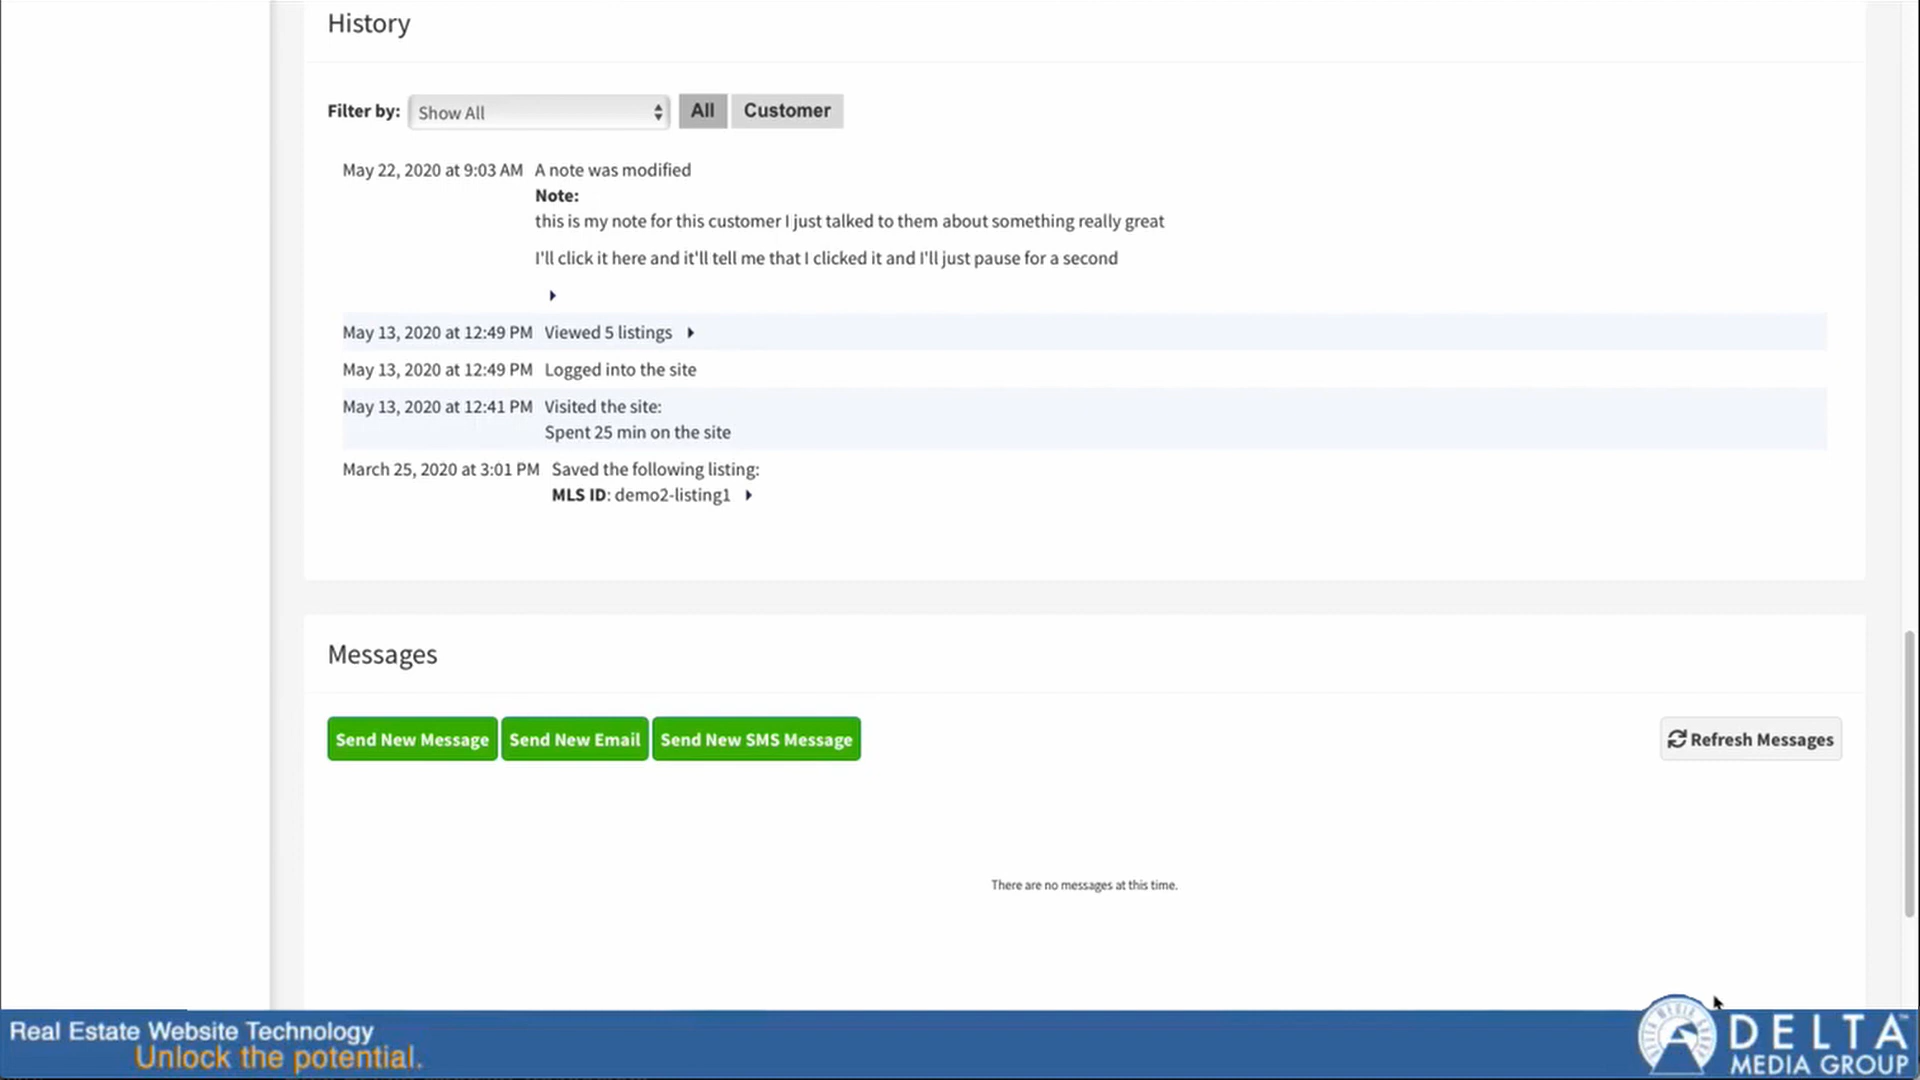 History
Filter by: Show All All Customer
May 22, 2020 at 9:03 AM A note was modified
Note:
this is my note for this customer I just talked to them about something really great
I'll click it here and it'll tell me that I clicked it and I'll just pause for a second
May 13, 2020 at 12:49 PM Viewed 5 listings
May 13, 2020 at 12:49 PM Logged into the site
May 13, 2020 at 12:41 PM Visited the site:
Spent 25 min on the site
March 25, 2020 at 3:01 PM Saved the following listing:
MLS ID: demo2-listing1
Messages
Send New Message Send New Email Send New SMS Message Refresh Messages
There are no messages at this time.
Real Estate Website Technology
Unlock the potential.
DELTA
MEDIA GROUP